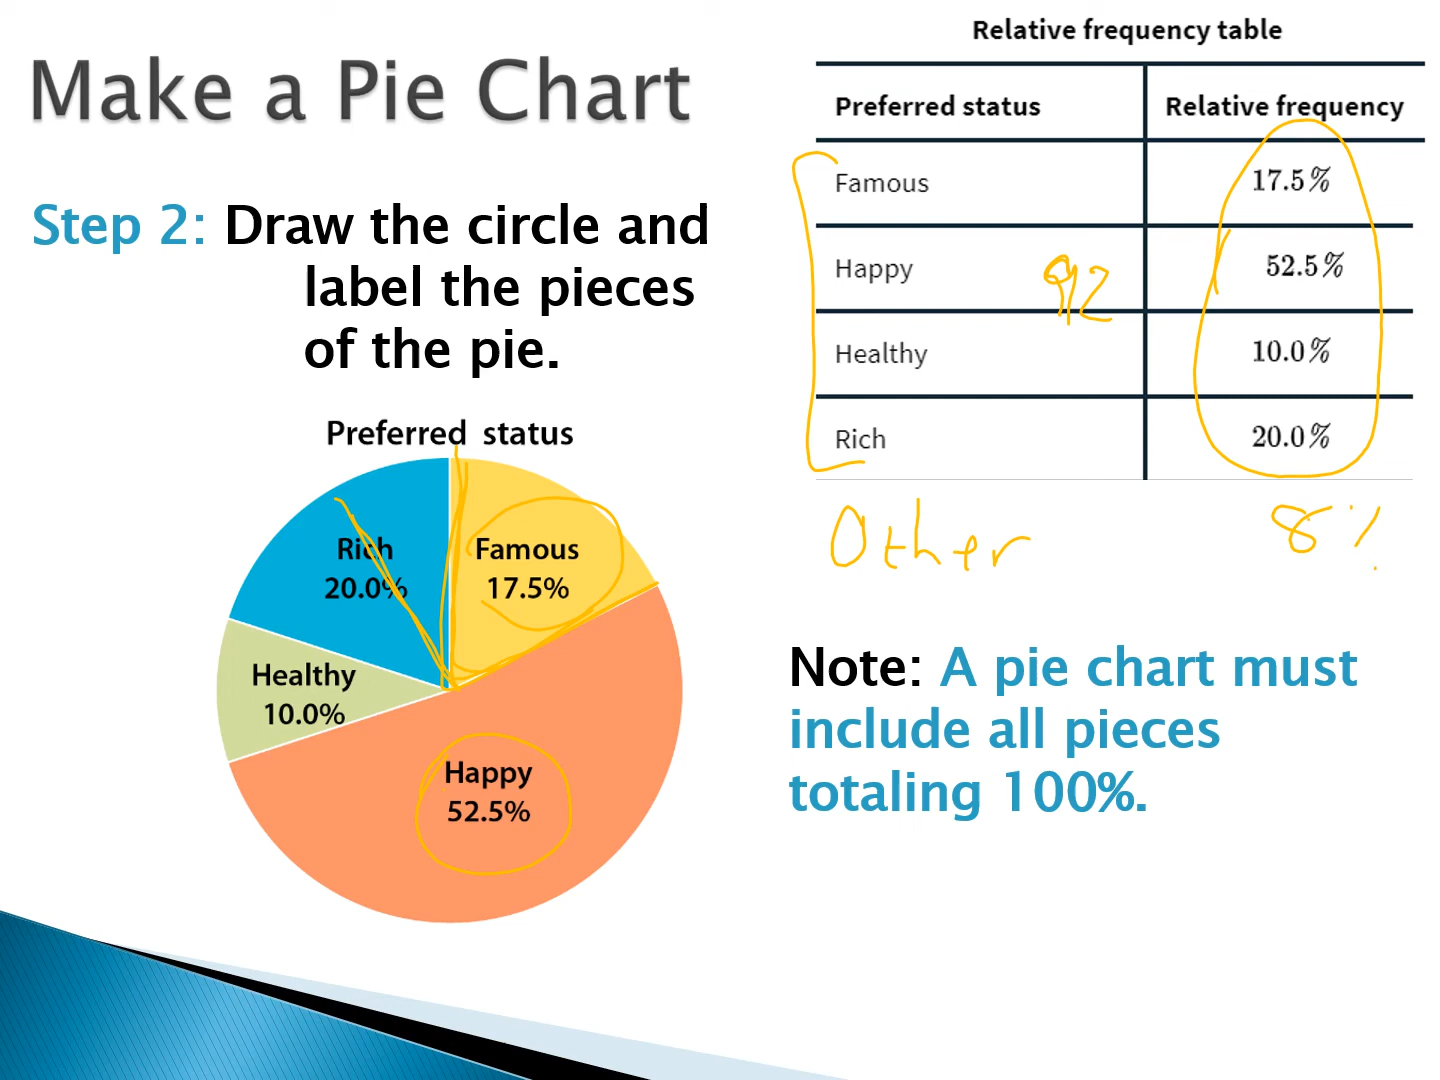 Make a Pie Chart
Step 2: Draw the circle and
label the pieces
of the pie.
Preferred status
Rich
20.0%
Famous
17.5%
Healthy
10.0%
Happy
52.5%
Relative frequency table
Preferred status Relative frequency
Famous 17.5%
Happy 92 52.5%
Healthy 10.0%
Rich 20.0%
Other 8%
Note: A pie chart must
include all pieces
totaling 100%.